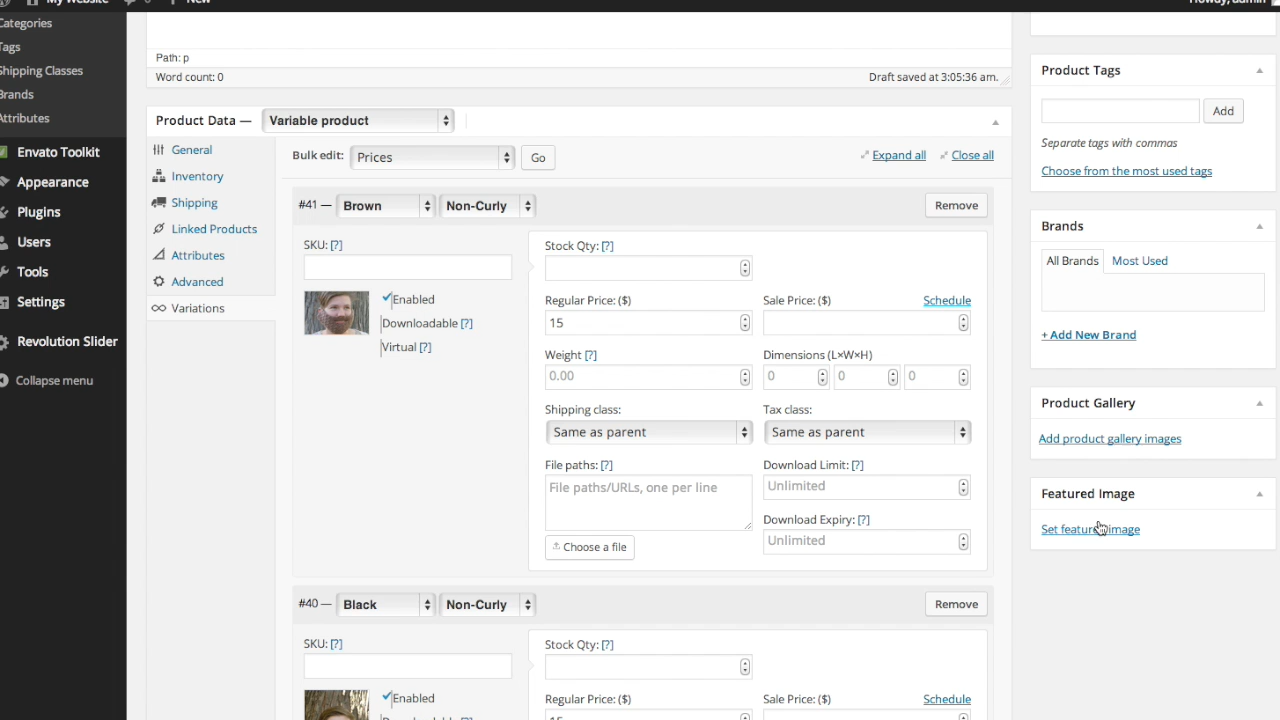 My Website
New
Howdy, admin
Categories
Tags
Shipping Classes
Brands
Attributes
Envato Toolkit
Appearance
Plugins
Users
Tools
Settings
Revolution Slider
Collapse menu
Path: p
Word count: 0
Draft saved at 3:05:36 am.
Product Data — Variable product
General
Inventory
Shipping
Linked Products
Attributes
Advanced
Variations
Bulk edit: Prices Go
Expand all Close all
#41 — Brown Non-Curly Remove
SKU: [?]
Enabled
Downloadable [?]
Virtual [?]
Stock Qty: [?]
Regular Price: ($) Sale Price: ($) Schedule
15
Weight [?] Dimensions (L×W×H)
0.00 0 0 0
Shipping class: Tax class:
Same as parent Same as parent
File paths: [?] Download Limit: [?]
File paths/URLs, one per line Unlimited
Download Expiry: [?]
Unlimited
Choose a file
#40 — Black Non-Curly Remove
SKU: [?]
Enabled
Downloadable [?]
Stock Qty: [?]
Regular Price: ($) Sale Price: ($) Schedule
15
Product Tags
Add
Separate tags with commas
Choose from the most used tags
Brands
All Brands Most Used
+ Add New Brand
Product Gallery
Add product gallery images
Featured Image
Set featured image